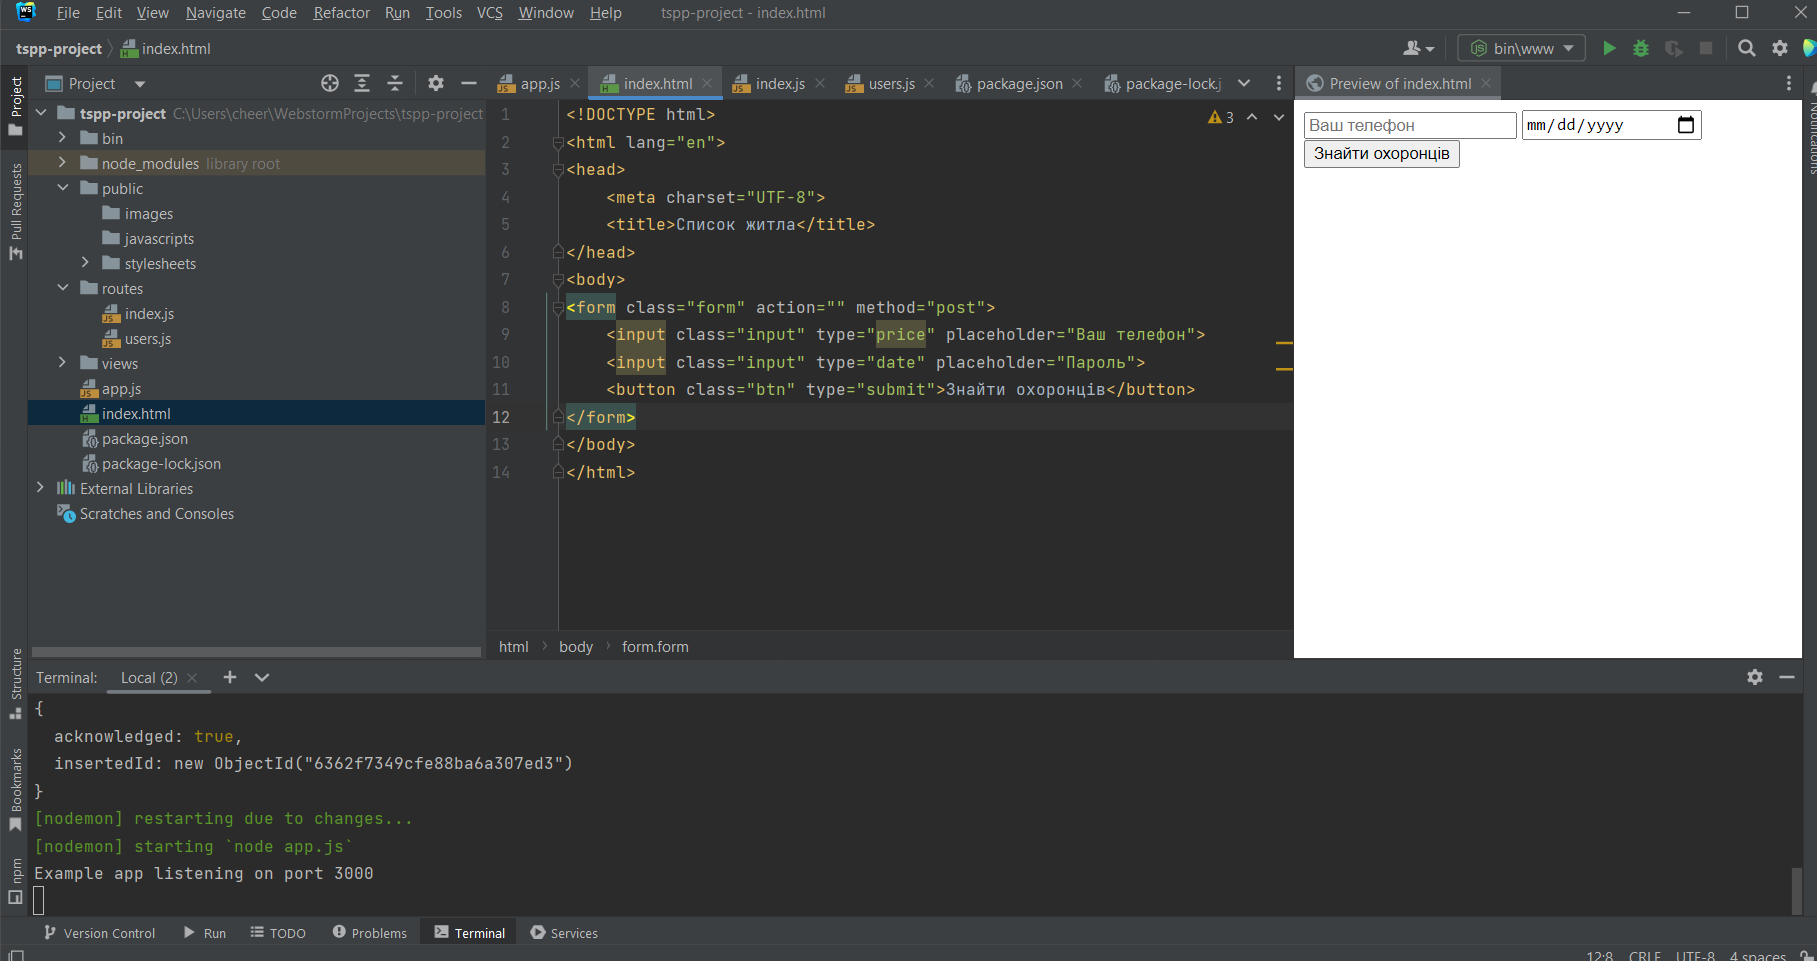 WS File Edit View Navigate Code Refactor Run Tools VCS Window Help tspp-project - index.html
tspp-project index.html bin\www
Project
Pull Requests
Structure
Bookmarks
npm
Project
tspp-project C:\Users\cheer\WebstormProjects\tspp-project
bin
node_modules library root
public
images
javascripts
stylesheets
routes
index.js
users.js
views
app.js
index.html
package.json
package-lock.json
External Libraries
Scratches and Consoles
app.js index.html index.js users.js package.json package-lock.j
3
1 <!DOCTYPE html>
2 <html lang="en">
3 <head>
4 <meta charset="UTF-8">
5 <title>Список житла</title>
6 </head>
7 <body>
8 <form class="form" action="" method="post">
9 <input class="input" type="price" placeholder="Ваш телефон">
10 <input class="input" type="date" placeholder="Пароль">
11 <button class="btn" type="submit">Знайти охоронців</button>
12 </form>
13 </body>
14 </html>
html body form.form
Preview of index.html
Ваш телефон mm/dd/yyyy
Знайти охоронців
Notifications
Terminal: Local (2)
{
acknowledged: true,
insertedId: new ObjectId("6362f7349cfe88ba6a307ed3")
}
[nodemon] restarting due to changes...
[nodemon] starting `node app.js`
Example app listening on port 3000
Version Control Run TODO Problems Terminal Services
12:8 CRLF UTF-8 4 spaces